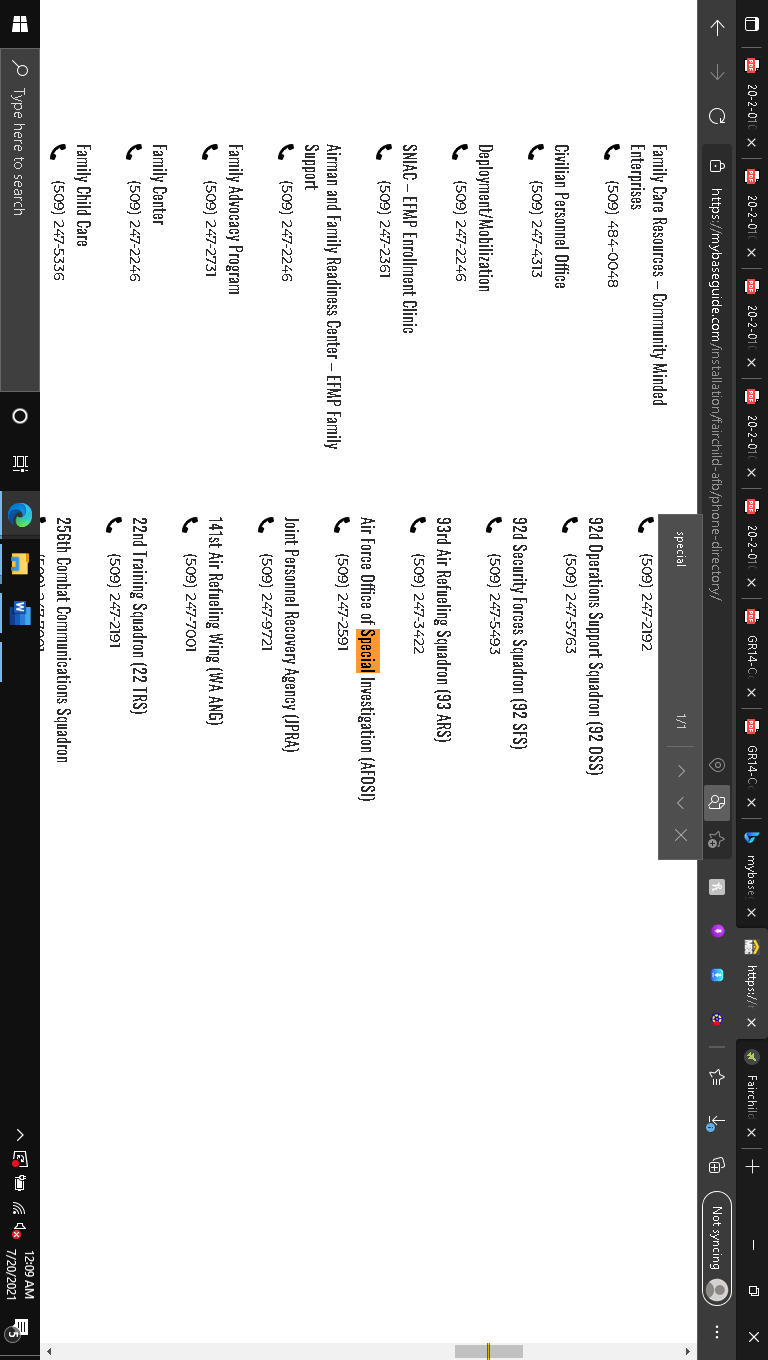 20-2-01
20-2-01
20-2-01
20-2-01
20-2-01
GR14-C
GR14-C
mybase
https://
Fairchild
https://mybaseguide.com/installation/fairchild-afb/phone-directory/
Not syncing
special
1/1
Family Care Resources – Community Minded
Enterprises
(509) 484-0048
Civilian Personnel Office
(509) 247-4313
Deployment/Mobilization
(509) 247-2246
SNIAC – EFMP Enrollment Clinic
(509) 247-2361
Airman and Family Readiness Center – EFMP Family
Support
(509) 247-2246
Family Advocacy Program
(509) 247-2731
Family Center
(509) 247-2246
Family Child Care
(509) 247-5336
(509) 247-2192
92d Operations Support Squadron (92 OSS)
(509) 247-5763
92d Security Forces Squadron (92 SFS)
(509) 247-5493
93rd Air Refueling Squadron (93 ARS)
(509) 247-3422
Air Force Office of Special Investigation (AFOSI)
(509) 247-2591
Joint Personnel Recovery Agency (JPRA)
(509) 247-9721
141st Air Refueling Wing (WA ANG)
(509) 247-7001
22nd Training Squadron (22 TRS)
(509) 247-2191
256th Combat Communications Squadron
Type here to search
12:09 AM
7/20/2021
5